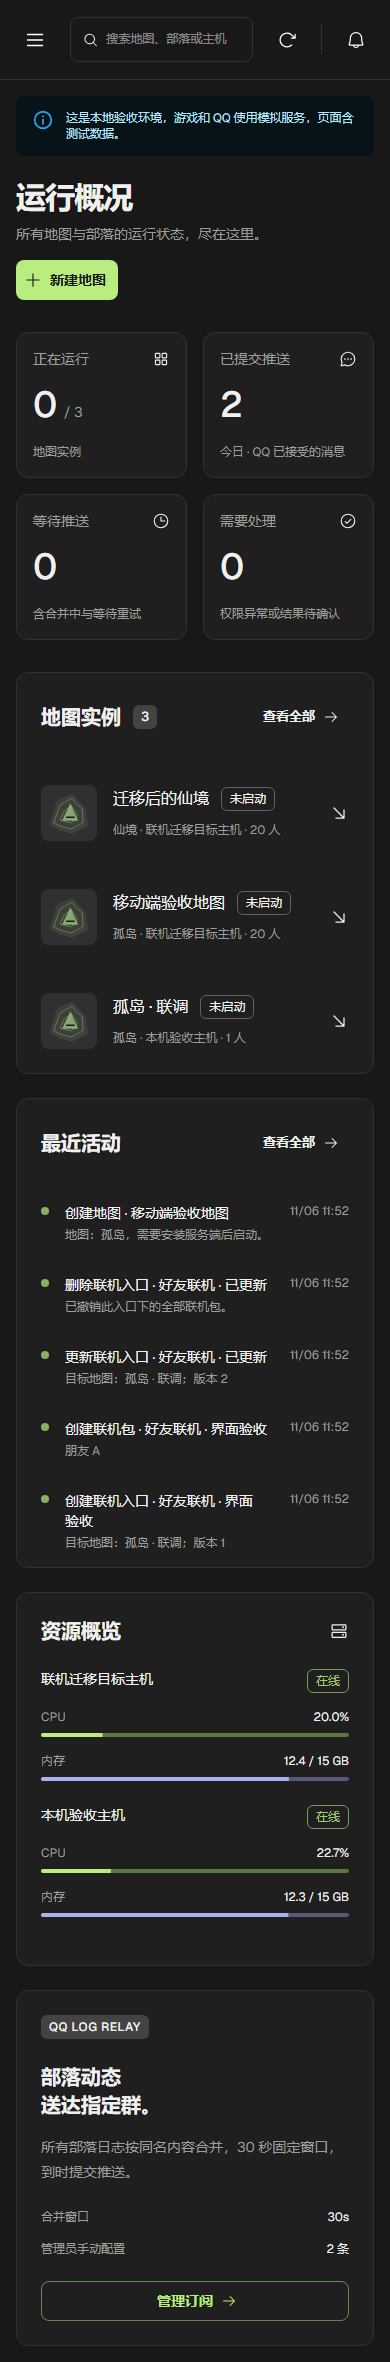 搜索地图、部落或主机
这是本地验收环境，游戏和 QQ 使用模拟服务，页面含
测试数据。
运行概况
所有地图与部落的运行状态，尽在这里。
新建地图
正在运行
0 / 3
地图实例
已提交推送
2
今日 · QQ 已接受的消息
等待推送
0
含合并中与等待重试
需要处理
0
权限异常或结果待确认
地图实例 3 查看全部
迁移后的仙境 未启动
仙境 · 联机迁移目标主机 · 20 人
移动端验收地图 未启动
孤岛 · 联机迁移目标主机 · 20 人
孤岛 · 联调 未启动
孤岛 · 本机验收主机 · 1 人
最近活动 查看全部
创建地图 · 移动端验收地图 11/06 11:52
地图：孤岛，需要安装服务端后启动。
删除联机入口 · 好友联机 · 已更新 11/06 11:52
已撤销此入口下的全部联机包。
更新联机入口 · 好友联机 · 已更新 11/06 11:52
目标地图：孤岛 · 联调；版本 2
创建联机包 · 好友联机 · 界面验收 11/06 11:52
朋友 A
创建联机入口 · 好友联机 · 界面 11/06 11:52
验收
目标地图：孤岛 · 联调；版本 1
资源概览
联机迁移目标主机 在线
CPU 20.0%
内存 12.4 / 15 GB
本机验收主机 在线
CPU 22.7%
内存 12.3 / 15 GB
QQ LOG RELAY
部落动态
送达指定群。
所有部落日志按同名内容合并，30 秒固定窗口，
到时提交推送。
合并窗口 30s
管理员手动配置 2 条
管理订阅